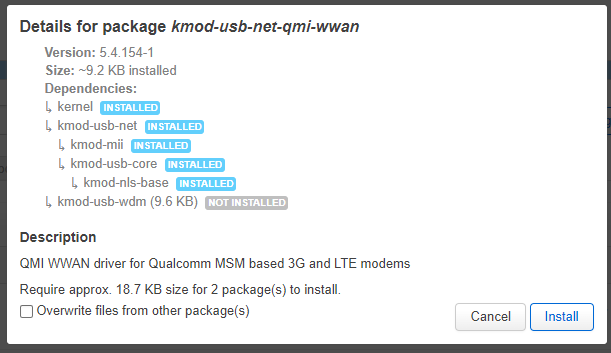 Details for package kmod-usb-net-qmi-wwan
Version: 5.4.154-1
Size: ~9.2 KB installed
Dependencies:
↳ kernel INSTALLED
↳ kmod-usb-net INSTALLED
↳ kmod-mii INSTALLED
↳ kmod-usb-core INSTALLED
↳ kmod-nls-base INSTALLED
↳ kmod-usb-wdm (9.6 KB) NOT INSTALLED
Description
QMI WWAN driver for Qualcomm MSM based 3G and LTE modems
Require approx. 18.7 KB size for 2 package(s) to install.
Overwrite files from other package(s)
Cancel Install